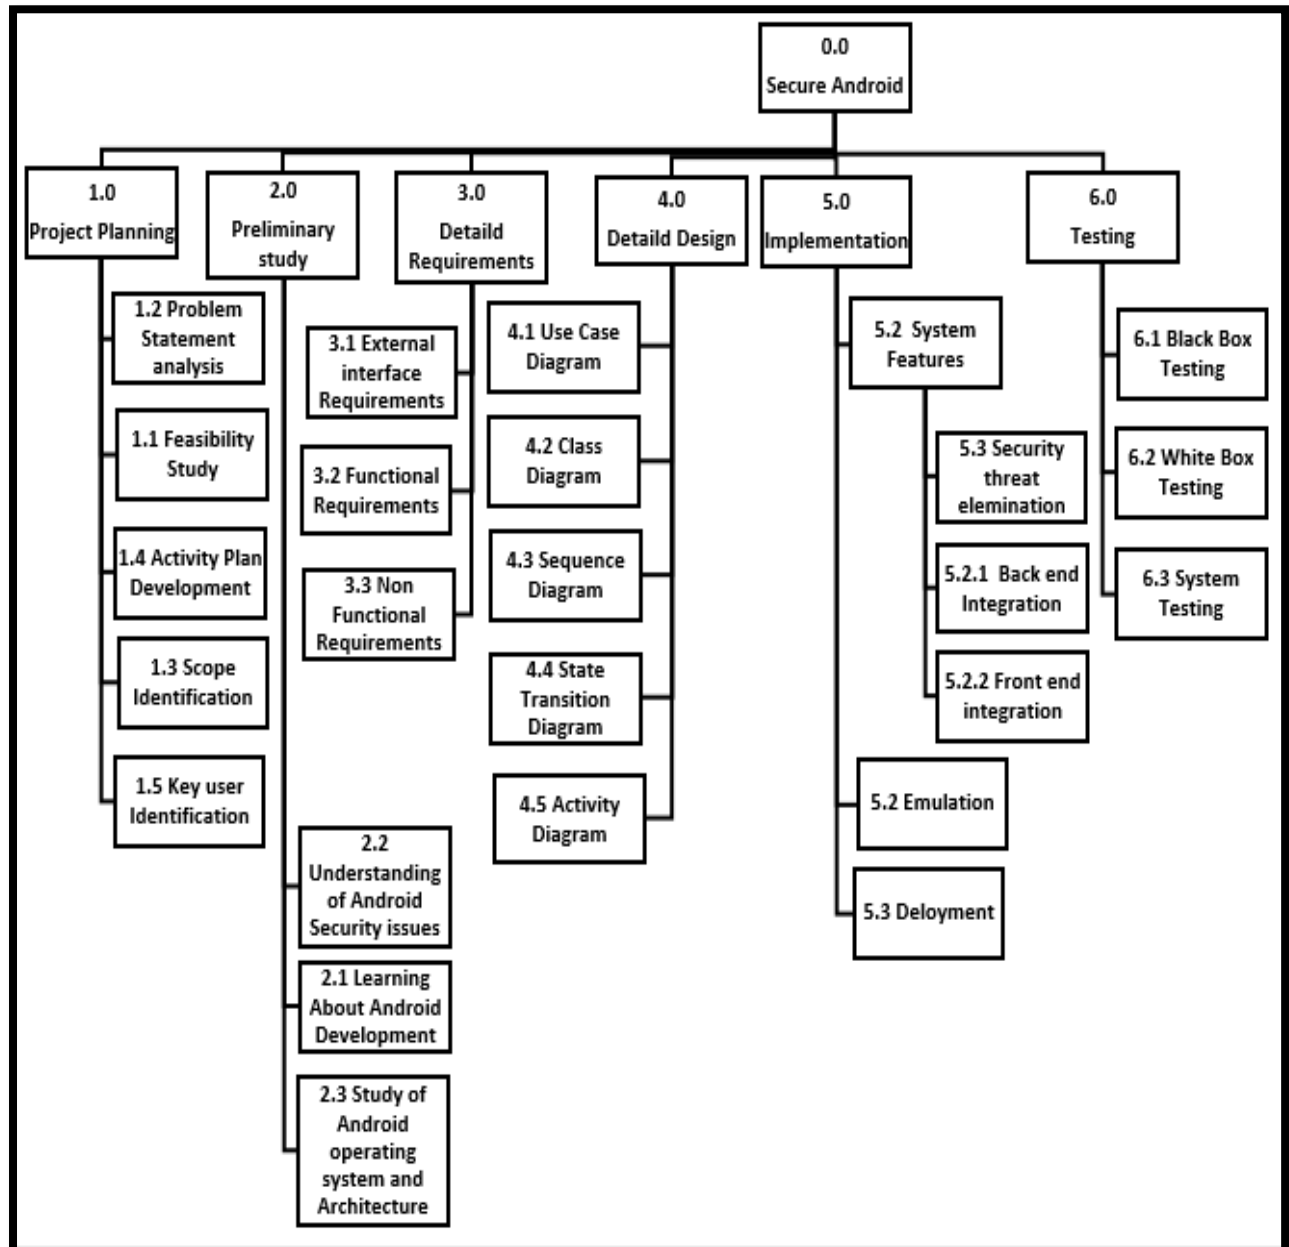 0.0
Secure Android
1.0
Project Planning
1.2 Problem
Statement
analysis
1.1 Feasibility
Study
1.4 Activity Plan
Development
1.3 Scope
Identification
1.5 Key user
Identification
2.0
Preliminary
study
2.2
Understanding
of Android
Security issues
2.1 Learning
About Android
Development
2.3 Study of
Android
operating
system and
Architecture
3.0
Detaild
Requirements
3.1 External
interface
Requirements
3.2 Functional
Requirements
3.3 Non
Functional
Requirements
4.0
Detaild Design
4.1 Use Case
Diagram
4.2 Class
Diagram
4.3 Sequence
Diagram
4.4 State
Transition
Diagram
4.5 Activity
Diagram
5.0
Implementation
5.2 System
Features
5.3 Security
threat
elemination
5.2.1 Back end
Integration
5.2.2 Front end
integration
5.2 Emulation
5.3 Deloyment
6.0
Testing
6.1 Black Box
Testing
6.2 White Box
Testing
6.3 System
Testing